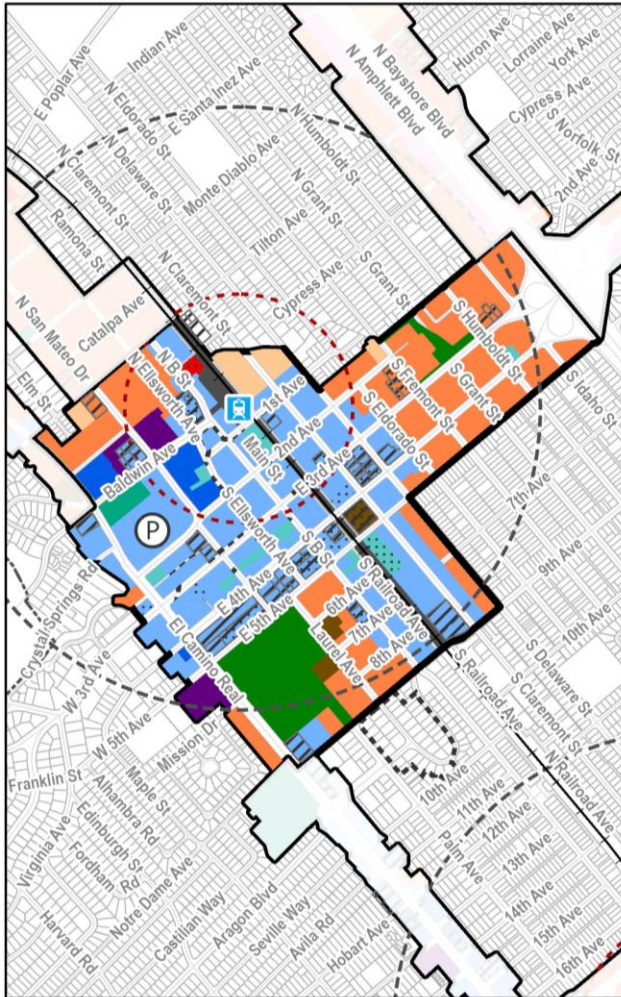 Indian Ave
E Poplar Ave
N Eldorado St
E Santa Inez Ave
N Claremont St
N Delaware St
Monte Diablo Ave
N Humboldt St
N Grant St
Tilton Ave
Ramona St
N Bayshore Blvd
N Amphlett Blvd
Huron Ave
Lorraine Ave
York Ave
Cypress Ave
S Norfolk St
2nd Ave
N Claremont St
Cypress Ave
S Grant St
Catalpa Ave
N San Mateo Dr
N B St
N Ellsworth Ave
Elm St
1st Ave
2nd Ave
Main St
E 3rd Ave
Baldwin Ave
S Humboldt St
S Fremont St
S Grant St
S Eldorado St
S Idaho St
P
S Ellsworth Ave
S B St
E 4th Ave
E 5th Ave
El Camino Real
Crystal Springs Rd
W 3rd Ave
W 5th Ave
Mission Dr
6th Ave
7th Ave
8th Ave
Laurel Ave
S Railroad Ave
S Railroad Ave
7th Ave
9th Ave
10th Ave
S Delaware St
S Claremont St
N Railroad Ave
Franklin St
Virginia Ave
Maple St
Alhambra Rd
Edinburgh St
Fordham Rd
Harvard Rd
Notre Dame Ave
Castilian Way
Aragon Blvd
Seville Way
Avila Rd
Hobart Ave
Palm Ave
10th Ave
11th Ave
12th Ave
13th Ave
14th Ave
15th Ave
16th Ave